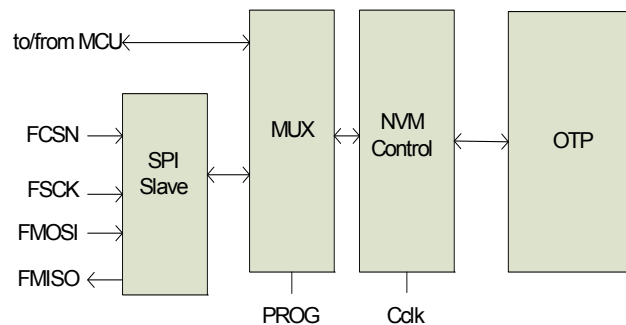 to/from MCU
FCSN
FSCK
FMOSI
FMISO
SPI
Slave
MUX
NVM
Control
OTP
PROG
Cclk